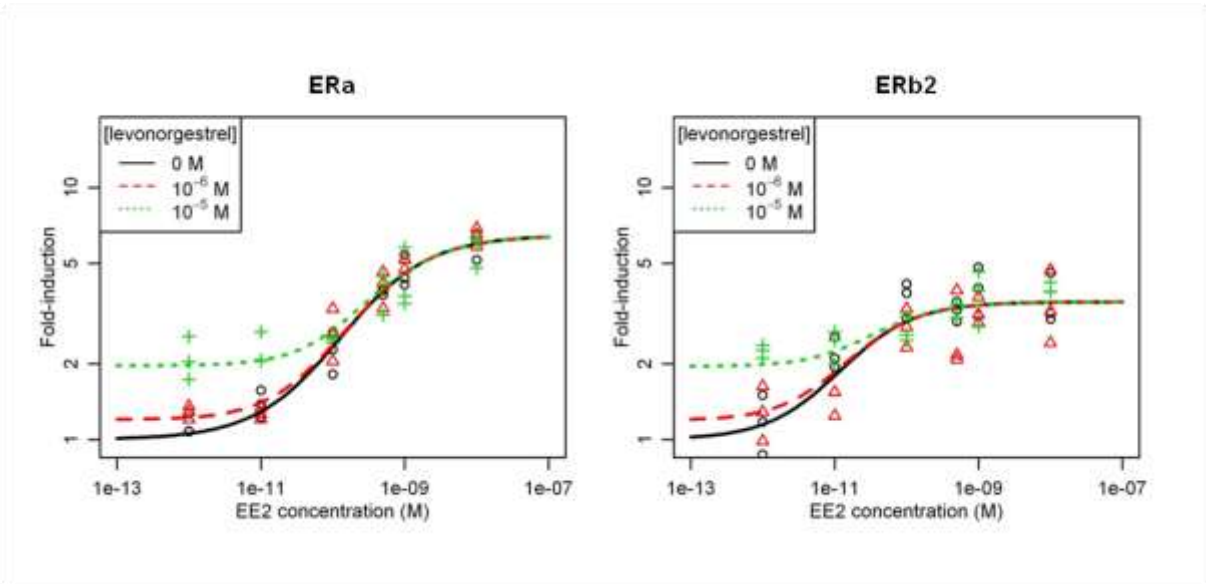 ERa
[levonorgestrel]
0 M
10⁻⁶ M
10⁻⁵ M
Fold-induction
10
5
2
1
1e-13
1e-11
1e-09
1e-07
EE2 concentration (M)
ERb2
[levonorgestrel]
0 M
10⁻⁶ M
10⁻⁵ M
Fold-induction
10
5
2
1
1e-13
1e-11
1e-09
1e-07
EE2 concentration (M)